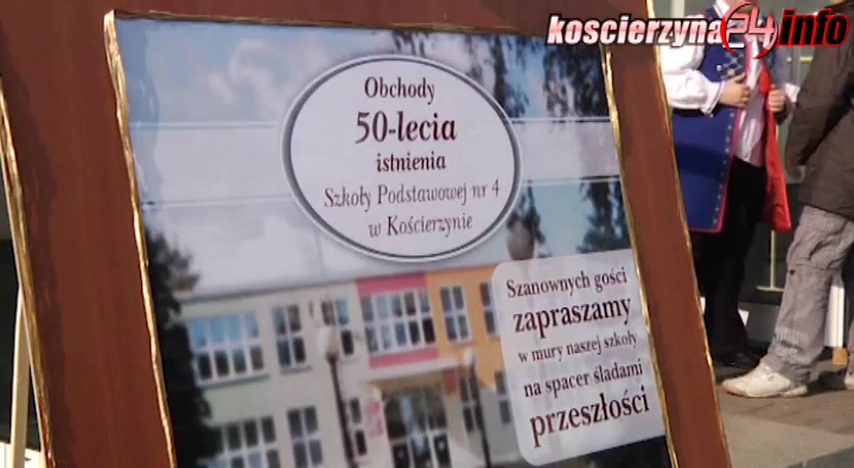 koscierzyna24info
Obchody
50-lecia
istnienia
Szkoły Podstawowej nr 4
w Kościerzynie
Szanownych gości
zapraszamy
w mury naszej szkoły
na spacer śladami
przeszłości